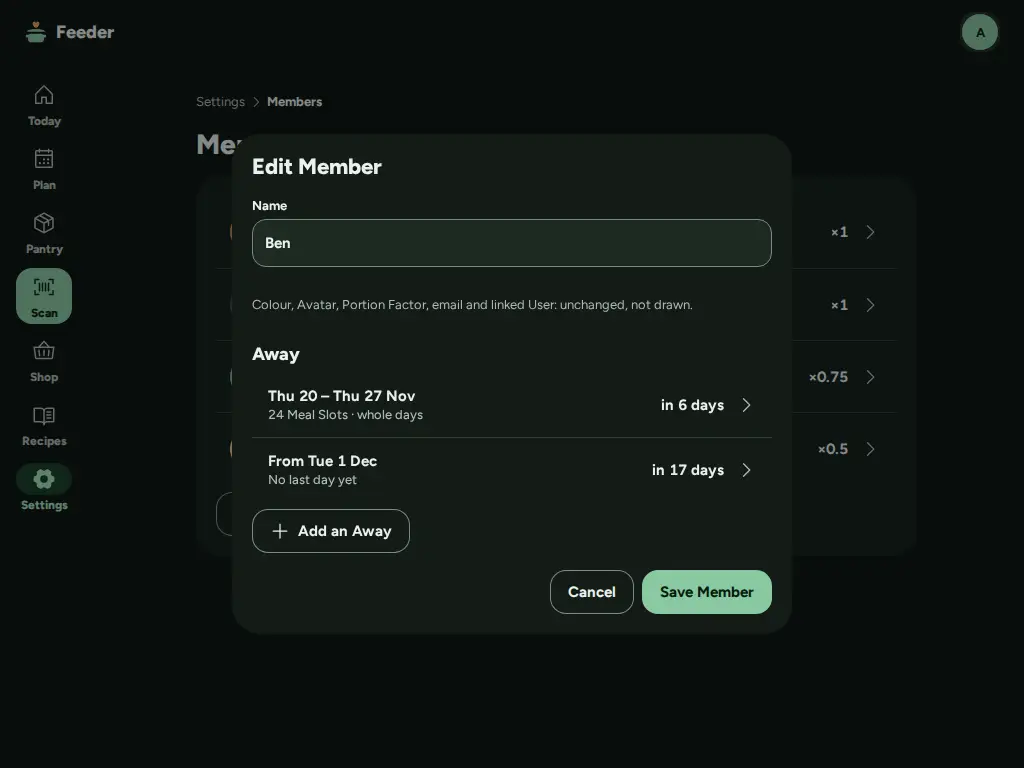 Feeder
A
Today
Plan
Pantry
Scan
Shop
Recipes
Settings
Settings > Members
×1
×1
×0.75
×0.5
Edit Member
Name
Ben
Colour, Avatar, Portion Factor, email and linked User: unchanged, not drawn.
Away
Thu 20 – Thu 27 Nov
24 Meal Slots · whole days
in 6 days
From Tue 1 Dec
No last day yet
in 17 days
Add an Away
Cancel
Save Member